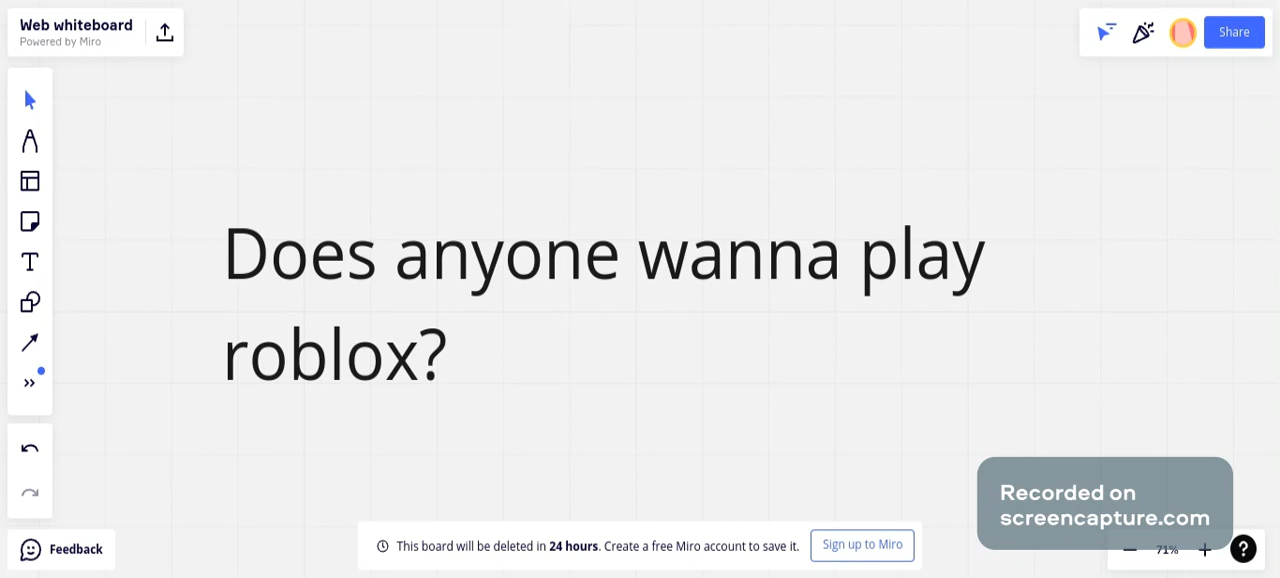 Web whiteboard
Powered by Miro
Share
Does anyone wanna play
roblox?
Recorded on
screencapture.com
Feedback
This board will be deleted in 24 hours. Create a free Miro account to save it.
Sign up to Miro
71%